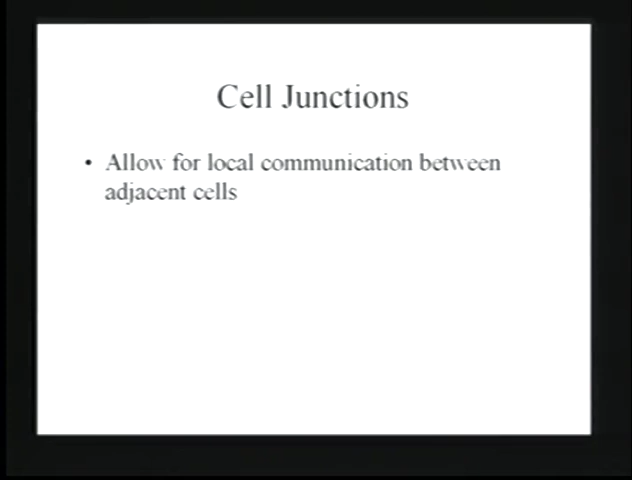 Cell Junctions
• Allow for local communication between
adjacent cells